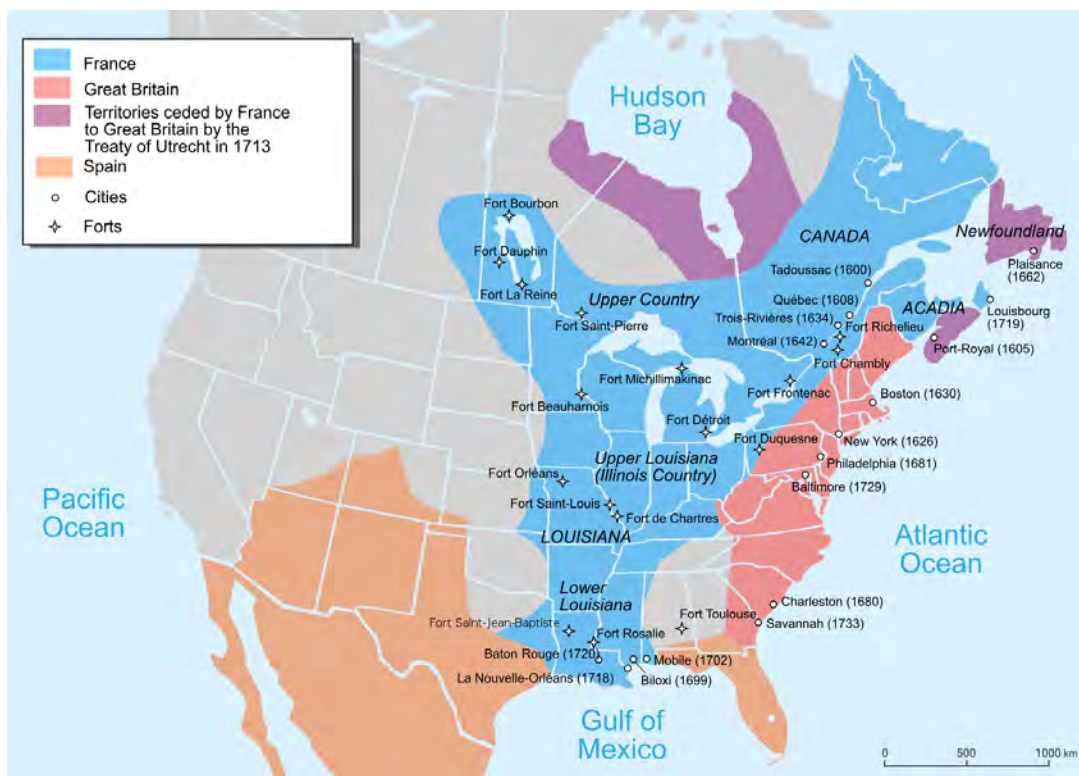 France
Great Britain
Territories ceded by France
to Great Britain by the
Treaty of Utrecht in 1713
Spain
Cities
Forts
Hudson
Bay
Fort Bourbon
Fort Dauphin
Fort La Reine
Upper Country
Fort Saint-Pierre
CANADA
Newfoundland
Plaisance
(1662)
Tadoussac (1600)
Québec (1608)
ACADIA
Louisbourg
(1719)
Trois-Rivières (1634)
Fort Richelieu
Montréal (1642)
Port-Royal (1605)
Fort Chambly
Fort Michillimakinac
Fort Frontenac
Fort Beauharnois
Boston (1630)
Fort Détroit
Fort Duquesne
New York (1626)
Upper Louisiana
(Illinois Country)
Philadelphia (1681)
Fort Orléans
Baltimore (1729)
Pacific
Ocean
Fort Saint-Louis
Fort de Chartres
LOUISIANA
Atlantic
Ocean
Lower
Louisiana
Charleston (1680)
Fort Toulouse
Savannah (1733)
Fort Saint-Jean-Baptiste
Fort Rosalie
Baton Rouge (1720)
Mobile (1702)
La Nouvelle-Orléans (1718)
Biloxi (1699)
Gulf of
Mexico
0 500 1000 km